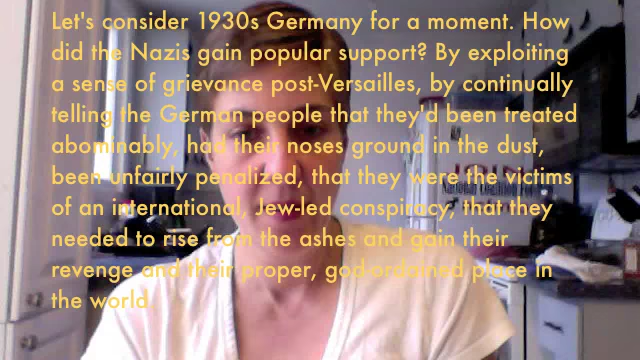 Let's consider 1930s Germany for a moment. How
did the Nazis gain popular support? By exploiting
a sense of grievance post-Versailles, by continually
telling the German people that they'd been treated
abominably, had their noses ground in the dust,
been unfairly penalized, that they were the victims
of an international, Jew-led conspiracy, that they
needed to rise from the ashes and gain their
revenge and their proper, god-ordained place in
the world